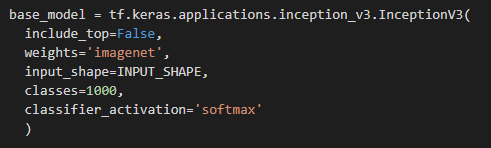 base_model = tf.keras.applications.inception_v3.InceptionV3(
  include_top=False,
  weights='imagenet',
  input_shape=INPUT_SHAPE,
  classes=1000,
  classifier_activation='softmax'
  )